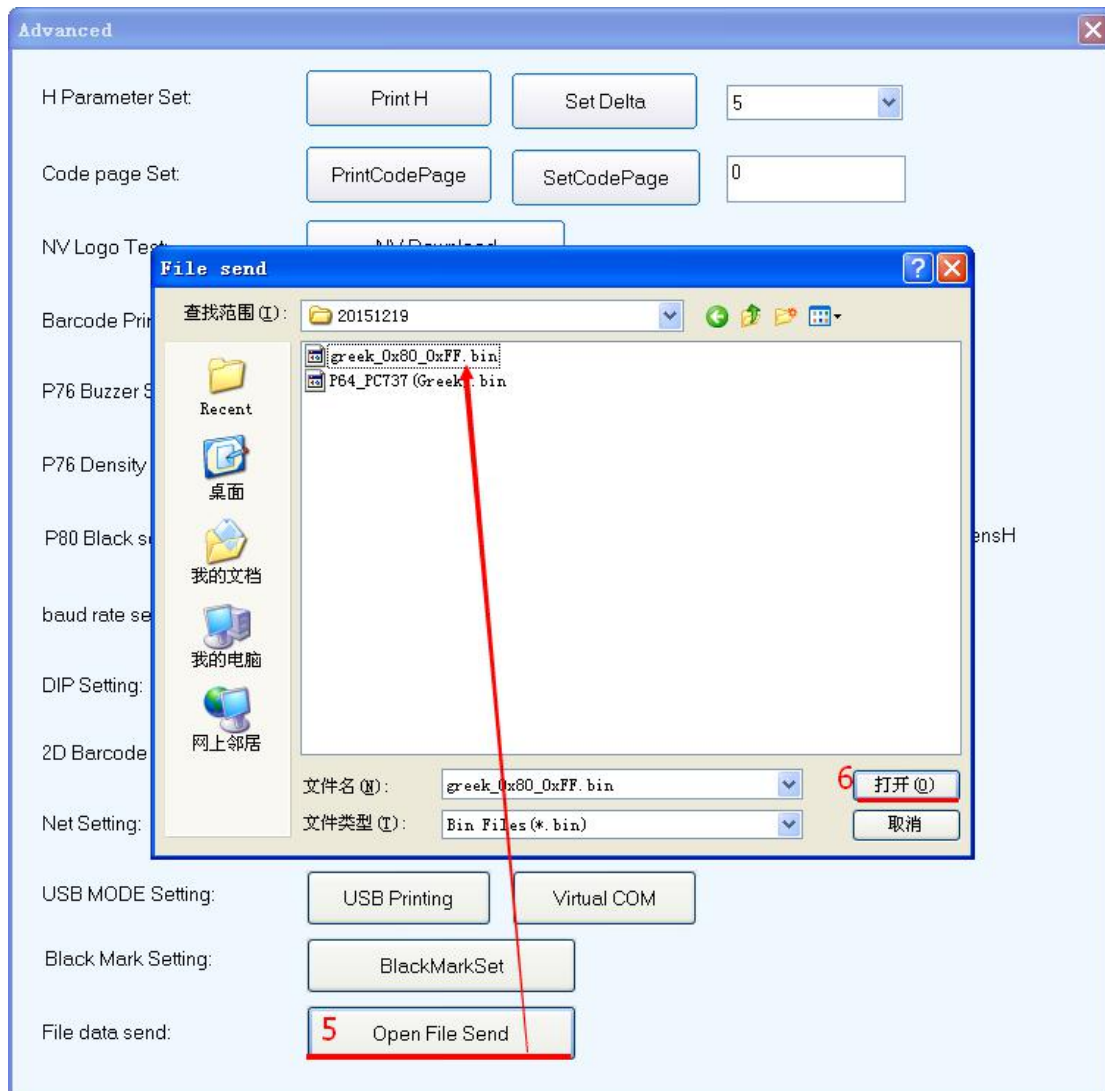 Advanced
H Parameter Set: Print H Set Delta 5
Code page Set: PrintCodePage SetCodePage 0
NV Logo Test:
File send
Barcode Prin
查找范围(I): 20151219
greek_0x80_0xFF.bin
P64_PC737(Greek).bin
P76 Buzzer S
Recent
P76 Density
桌面
P80 Black se
ensH
我的文档
baud rate se
我的电脑
DIP Setting:
网上邻居
2D Barcode
文件名(N): greek_0x80_0xFF.bin 6 打开(O)
Net Setting:
文件类型(T): Bin Files(*.bin) 取消
USB MODE Setting: USB Printing Virtual COM
Black Mark Setting: BlackMarkSet
File data send: 5 Open File Send